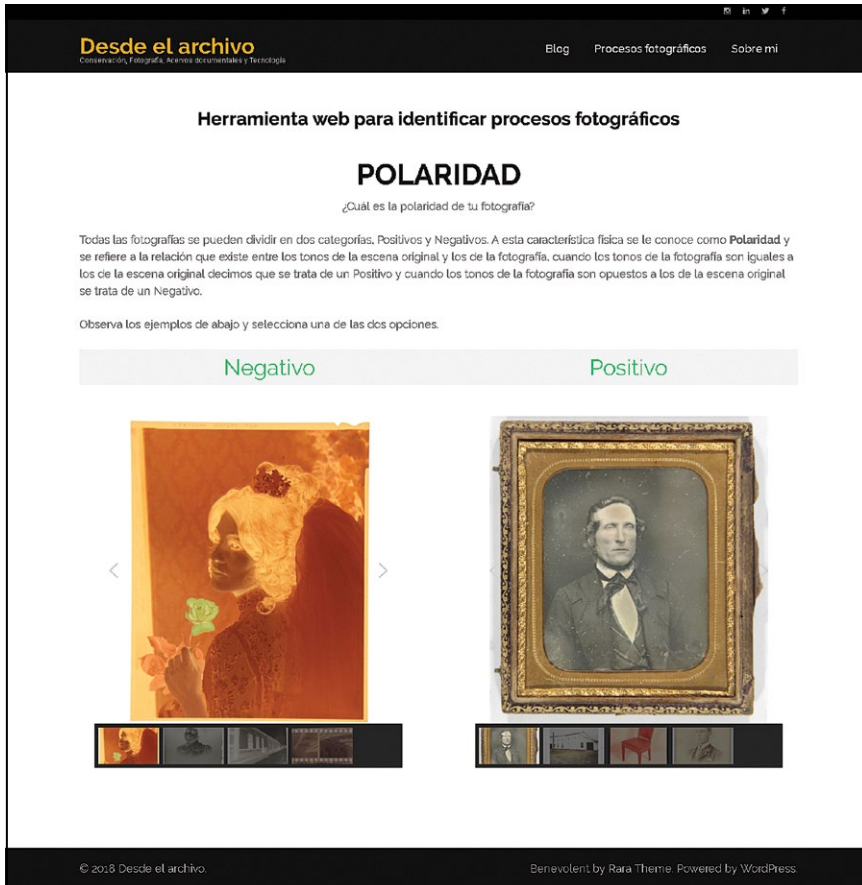 Desde el archivo
Conservación, Fotografía, Acervos documentales y Tecnología
Blog Procesos fotográficos Sobre mi
Herramienta web para identificar procesos fotográficos
POLARIDAD
¿Cuál es la polaridad de tu fotografía?
Todas las fotografías se pueden dividir en dos categorías, Positivos y Negativos. A esta característica física se le conoce como Polaridad y
se refiere a la relación que existe entre los tonos de la escena original y los de la fotografía, cuando los tonos de la fotografía son iguales a
los de la escena original decimos que se trata de un Positivo y cuando los tonos de la fotografía son opuestos a los de la escena original
se trata de un Negativo.
Observa los ejemplos de abajo y selecciona una de las dos opciones.
Negativo Positivo
© 2018 Desde el archivo. Benevolent by Rara Theme. Powered by WordPress.